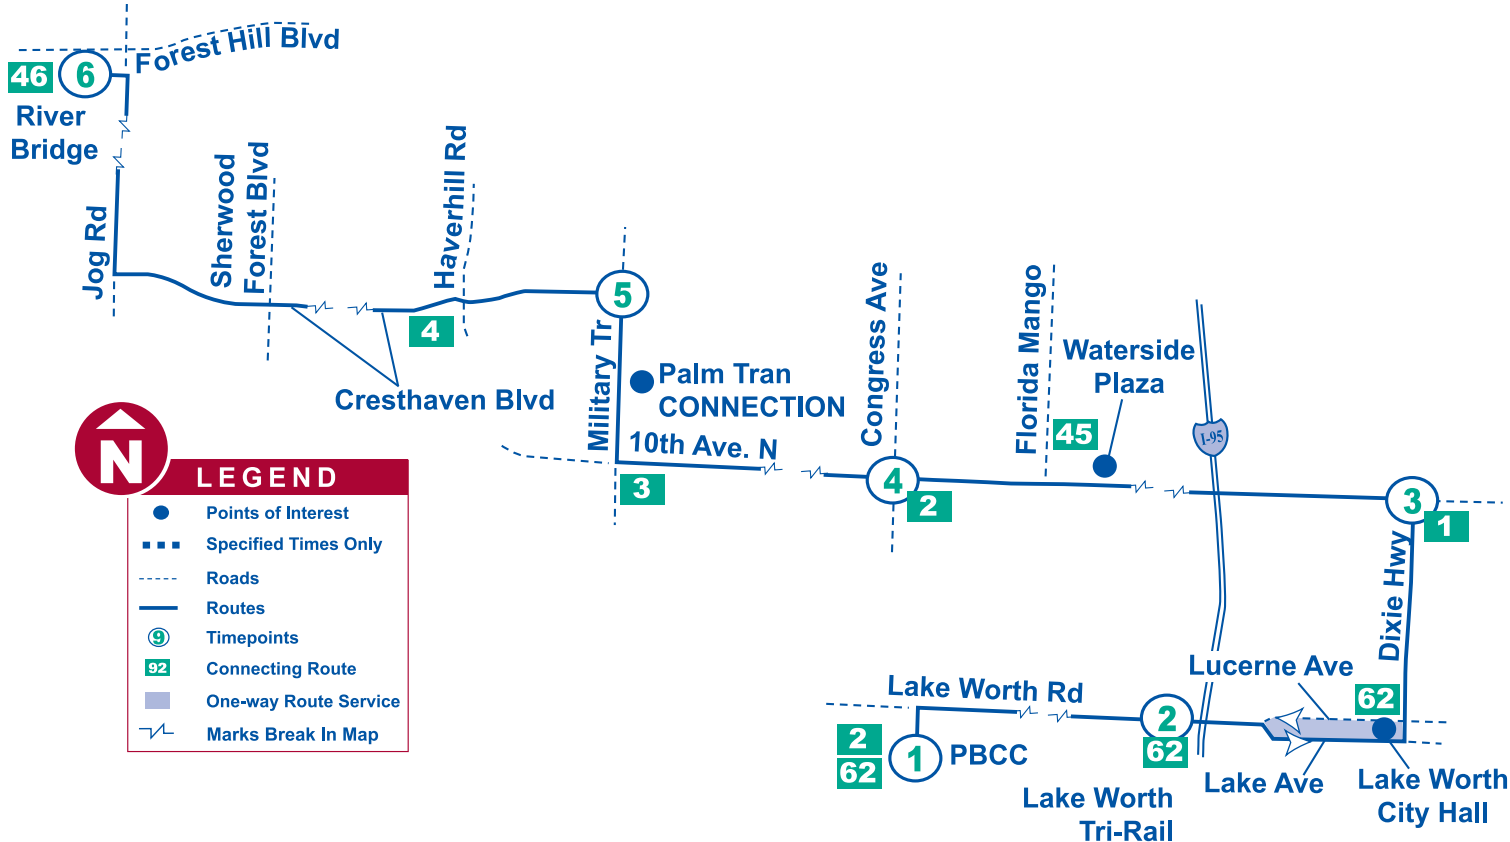 Forest Hill Blvd
46
6
River
Bridge
Jog Rd
Sherwood
Forest Blvd
Haverhill Rd
4
Cresthaven Blvd
5
Military Tr
Palm Tran
CONNECTION
10th Ave. N
3
Congress Ave
4
2
Florida Mango
45
Waterside
Plaza
I-95
3
1
Dixie Hwy
Lucerne Ave
62
Lake Worth Rd
2
62
2
62
1
PBCC
Lake Worth
Tri-Rail
Lake Ave
Lake Worth
City Hall
N
LEGEND
Points of Interest
Specified Times Only
Roads
Routes
9
Timepoints
92
Connecting Route
One-way Route Service
Marks Break In Map